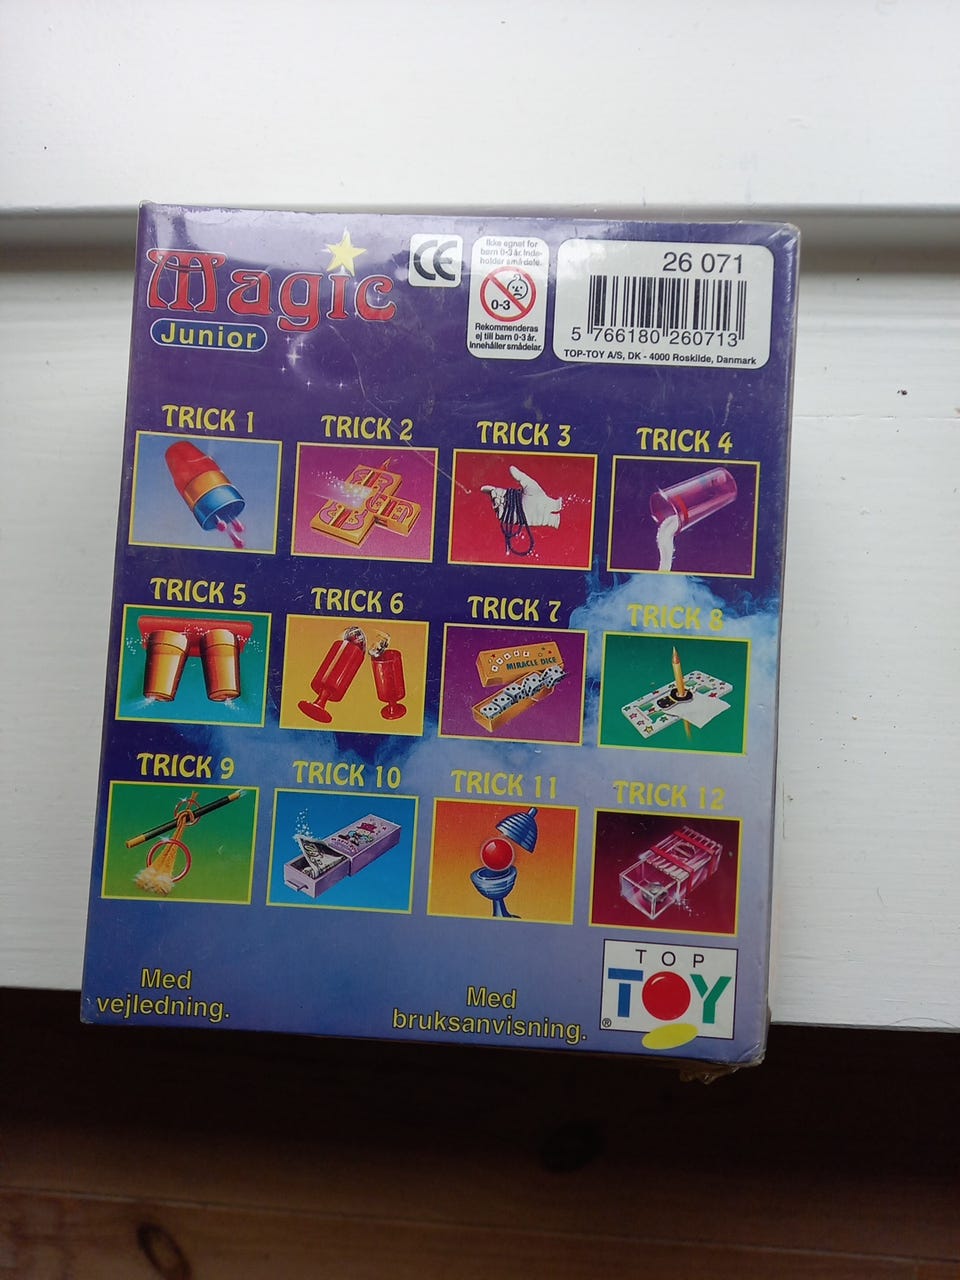 Magic
Junior
CE
Ikke egnet for
børn 0-3 år. Inde-
holder små dele.
0-3
Rekommenderas
ej till barn 0-3 år.
Innehåller smådelar.
26 071
5 766180 260713
TOP-TOY A/S, DK - 4000 Roskilde, Danmark
TRICK 1
TRICK 2
TRICK 3
TRICK 4
TRICK 5
TRICK 6
TRICK 7
TRICK 8
MIRACLE DICE
TRICK 9
TRICK 10
TRICK 11
TRICK 12
Med
vejledning.
Med
bruksanvisning.
TOP
TOY
®